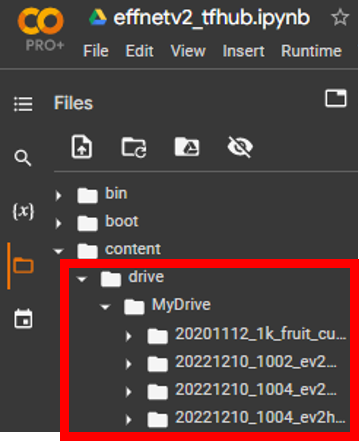 CO
PRO+
effnetv2_tfhub.ipynb
File Edit View Insert Runtime
Files
{x}
bin
boot
content
drive
MyDrive
20201112_1k_fruit_cu...
20221210_1002_ev2...
20221210_1004_ev2...
20221210_1004_ev2h...